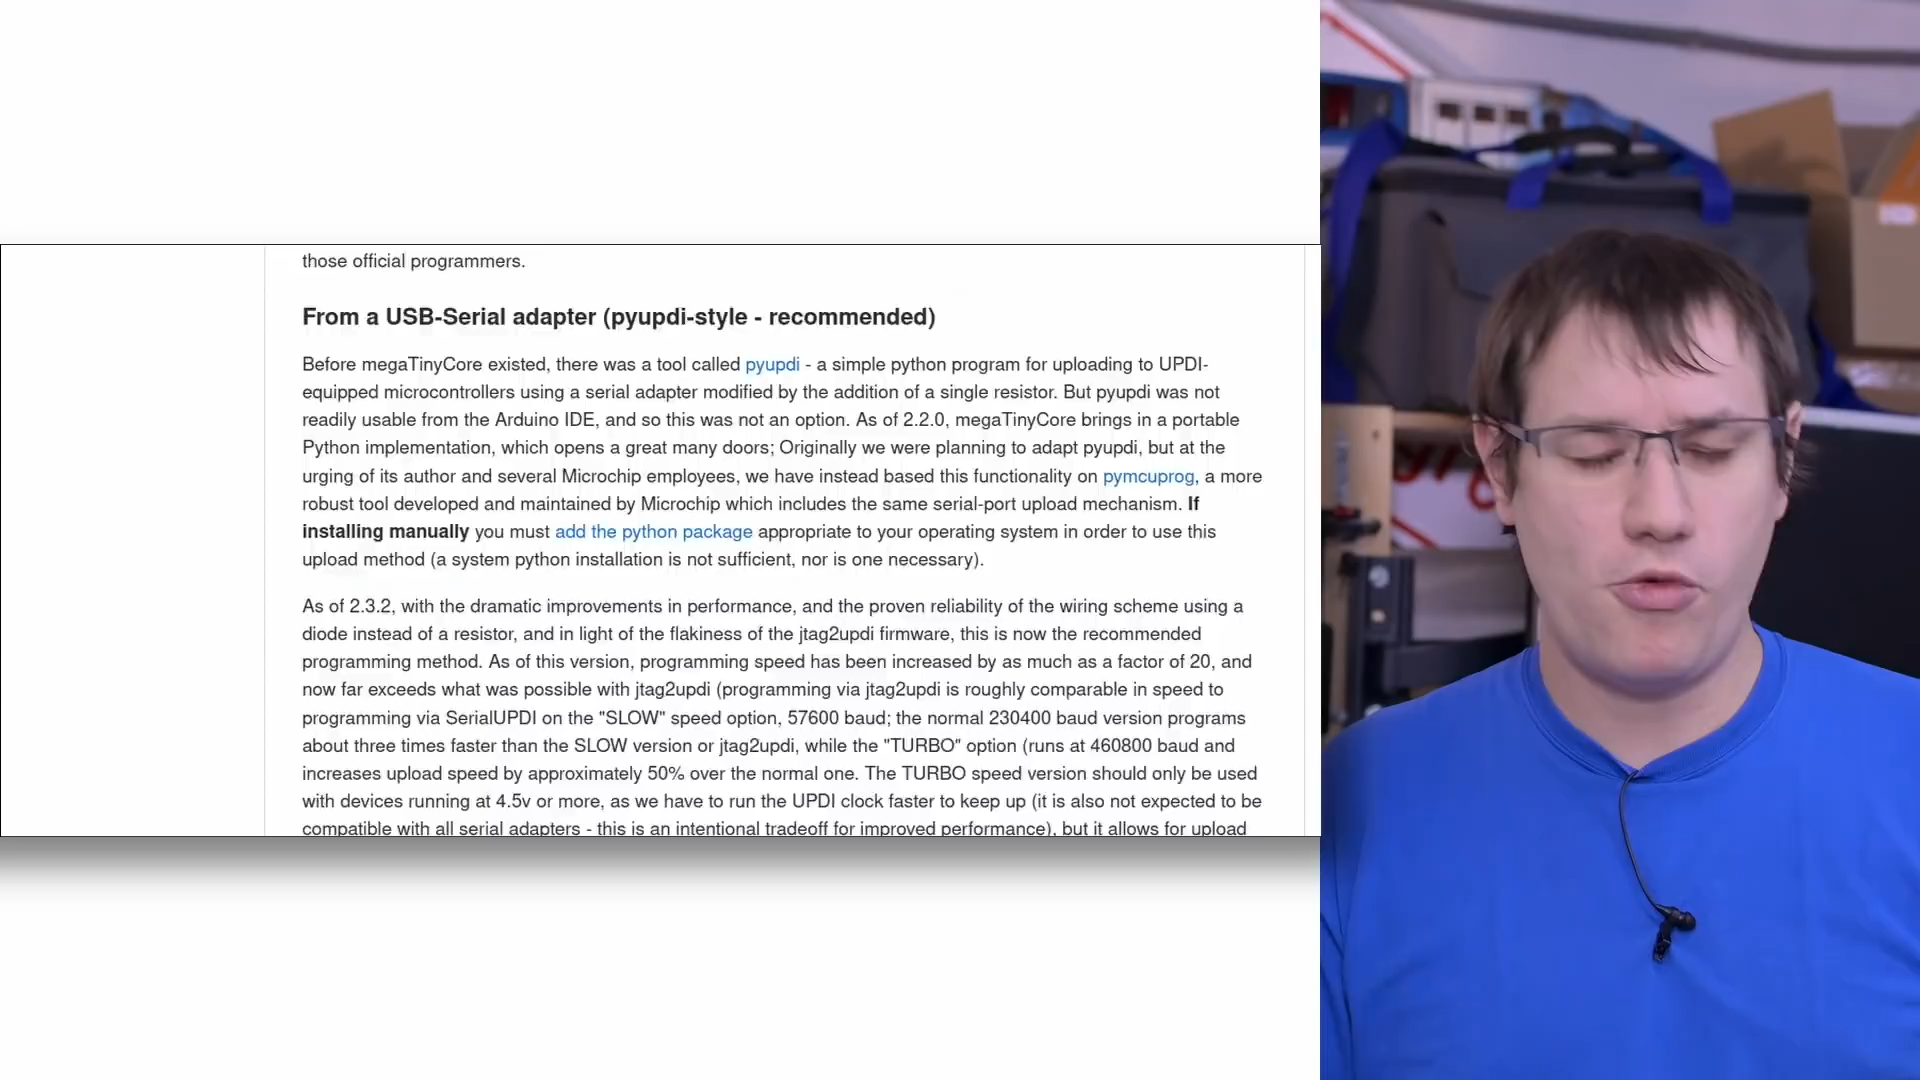 those official programmers.
From a USB-Serial adapter (pyupdi-style - recommended)
Before megaTinyCore existed, there was a tool called pyupdi - a simple python program for uploading to UPDI-
equipped microcontrollers using a serial adapter modified by the addition of a single resistor. But pyupdi was not
readily usable from the Arduino IDE, and so this was not an option. As of 2.2.0, megaTinyCore brings in a portable
Python implementation, which opens a great many doors; Originally we were planning to adapt pyupdi, but at the
urging of its author and several Microchip employees, we have instead based this functionality on pymcuprog, a more
robust tool developed and maintained by Microchip which includes the same serial-port upload mechanism. If
installing manually you must add the python package appropriate to your operating system in order to use this
upload method (a system python installation is not sufficient, nor is one necessary).
As of 2.3.2, with the dramatic improvements in performance, and the proven reliability of the wiring scheme using a
diode instead of a resistor, and in light of the flakiness of the jtag2updi firmware, this is now the recommended
programming method. As of this version, programming speed has been increased by as much as a factor of 20, and
now far exceeds what was possible with jtag2updi (programming via jtag2updi is roughly comparable in speed to
programming via SerialUPDI on the "SLOW" speed option, 57600 baud; the normal 230400 baud version programs
about three times faster than the SLOW version or jtag2updi, while the "TURBO" option (runs at 460800 baud and
increases upload speed by approximately 50% over the normal one. The TURBO speed version should only be used
with devices running at 4.5v or more, as we have to run the UPDI clock faster to keep up (it is also not expected to be
compatible with all serial adapters - this is an intentional tradeoff for improved performance), but it allows for upload